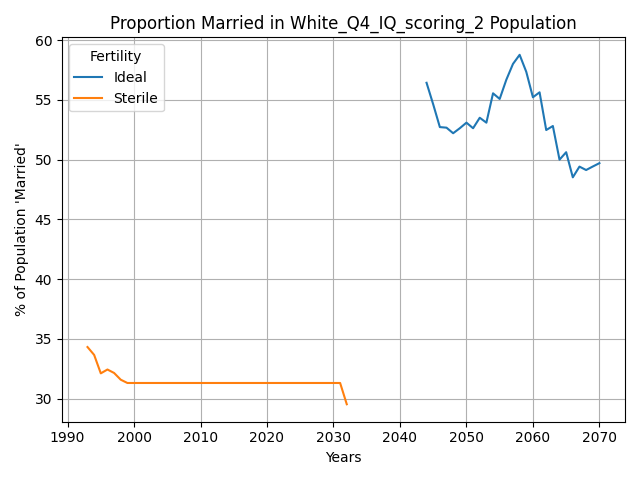 Proportion Married in White_Q4_IQ_scoring_2 Population
% of Population 'Married'
60
55
50
45
40
35
30
Fertility
Ideal
Sterile
1990 2000 2010 2020 2030 2040 2050 2060 2070
Years